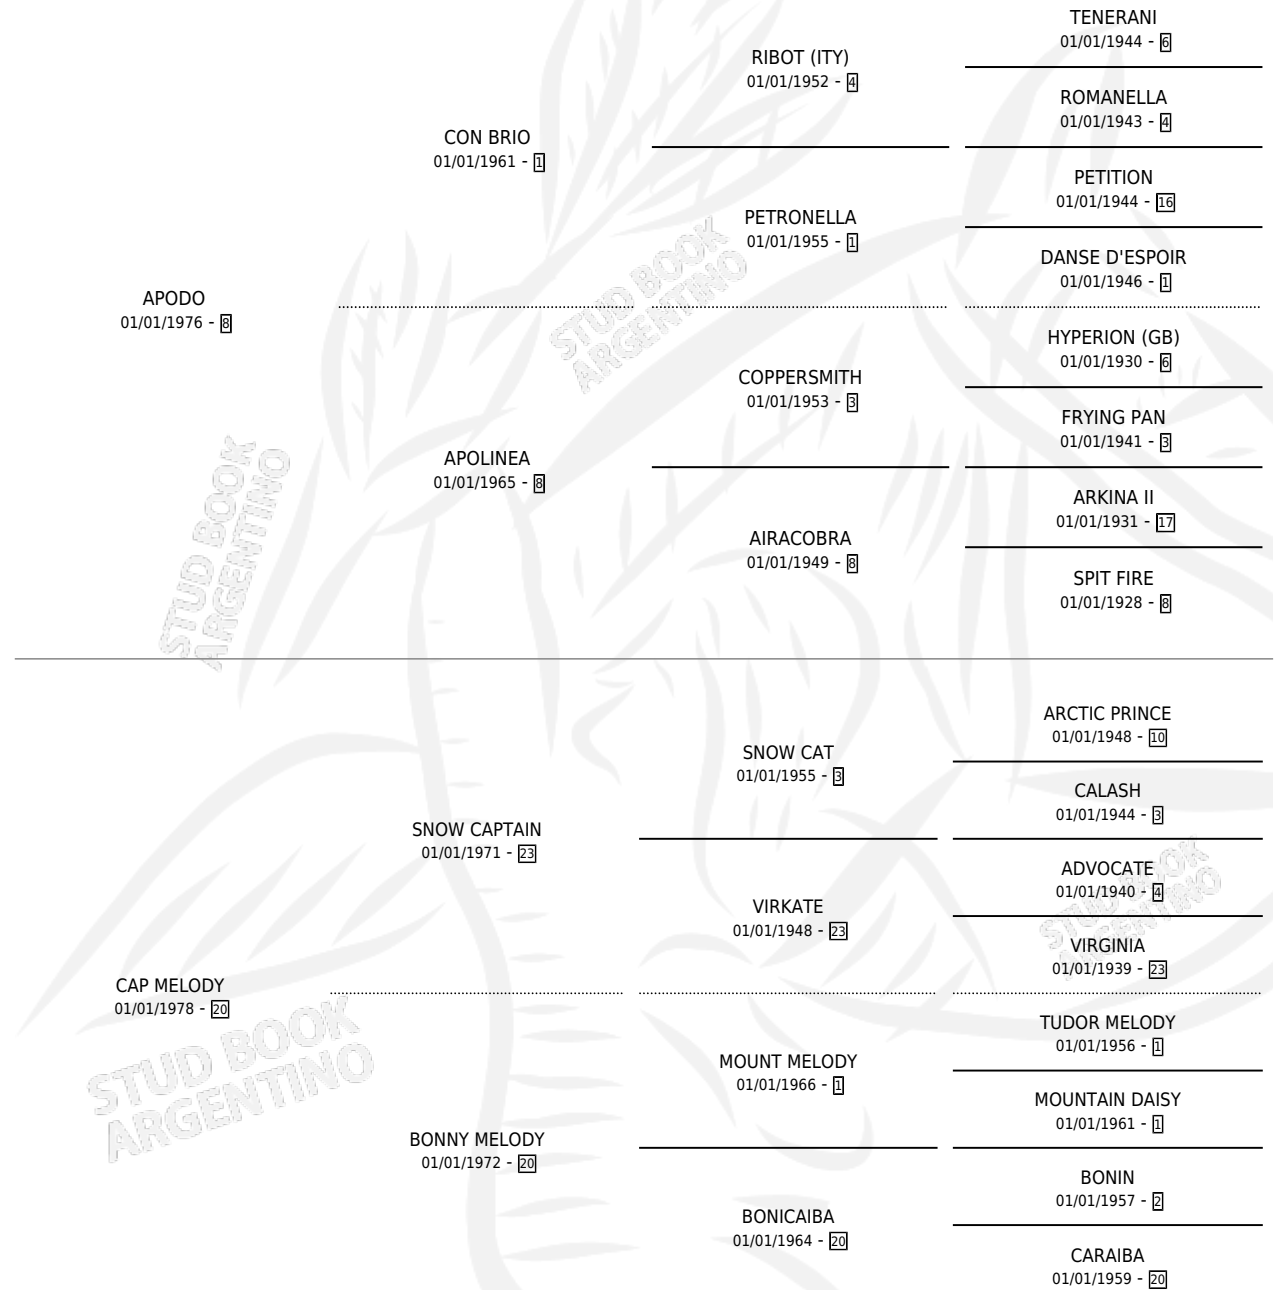 TENERANI
01/01/1944 - 6
RIBOT (ITY)
01/01/1952 - 4
ROMANELLA
01/01/1943 - 4
CON BRIO
01/01/1961 - 1
PETITION
01/01/1944 - 16
PETRONELLA
01/01/1955 - 1
DANSE D'ESPOIR
01/01/1946 - 1
APODO
01/01/1976 - 8
STUD BOOK
ARGENTINO
HYPERION (GB)
01/01/1930 - 6
COPPERSMITH
01/01/1953 - 3
FRYING PAN
01/01/1941 - 3
APOLINEA
01/01/1965 - 8
ARKINA II
01/01/1931 - 17
AIRACOBRA
01/01/1949 - 8
SPIT FIRE
01/01/1928 - 8
STUD BOOK
ARGENTINO
ARCTIC PRINCE
01/01/1948 - 10
SNOW CAT
01/01/1955 - 3
CALASH
01/01/1944 - 3
SNOW CAPTAIN
01/01/1971 - 23
ADVOCATE
01/01/1940 - 4
STUD BOOK
ARGENTINO
VIRKATE
01/01/1948 - 23
VIRGINIA
01/01/1939 - 23
CAP MELODY
01/01/1978 - 20
STUD BOOK
ARGENTINO
TUDOR MELODY
01/01/1956 - 1
MOUNT MELODY
01/01/1966 - 1
MOUNTAIN DAISY
01/01/1961 - 1
BONNY MELODY
01/01/1972 - 20
BONIN
01/01/1957 - 2
BONICAIBA
01/01/1964 - 20
CARAIBA
01/01/1959 - 20